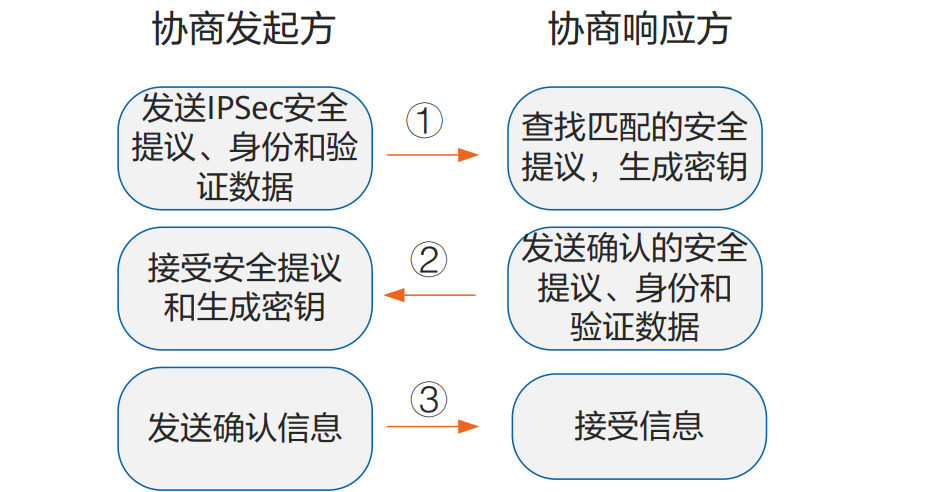 协商发起方
协商响应方
发送IPSec安全
提议、身份和验
证数据
①
查找匹配的安全
提议，生成密钥
接受安全提议
和生成密钥
②
发送确认的安全
提议、身份和
验证数据
发送确认信息
③
接受信息